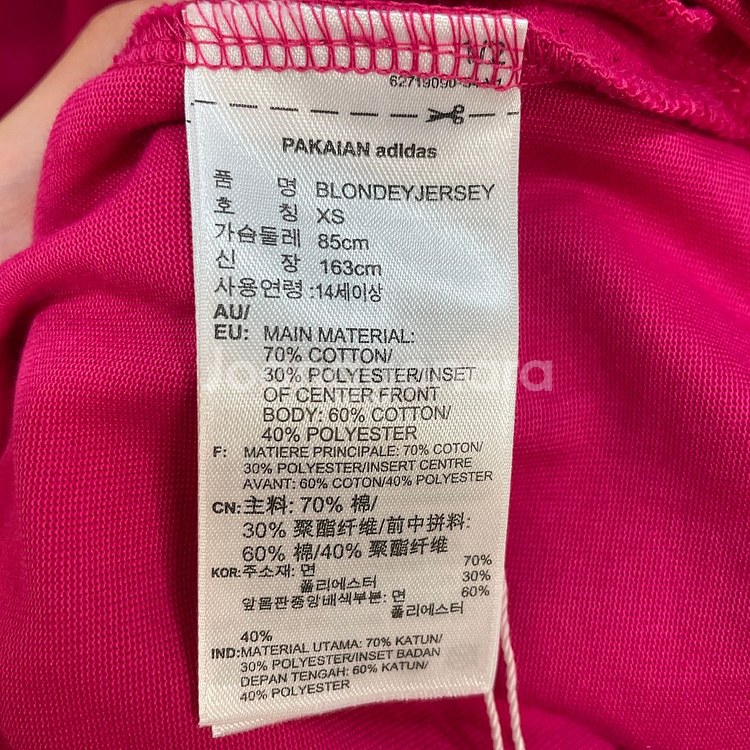 PAKAIAN adidas
품 명 BLONDEYJERSEY
호 칭 XS
가슴둘레 85cm
신 장 163cm
사용연령 :14세이상
AU/
EU: MAIN MATERIAL:
70% COTTON/
30% POLYESTER/INSET
OF CENTER FRONT
BODY: 60% COTTON/
40% POLYESTER
F: MATIERE PRINCIPALE: 70% COTON/
30% POLYESTER/INSERT CENTRE
AVANT: 60% COTON/40% POLYESTER
CN: 主料: 70% 棉/
30% 聚酯纤维/前中拼料:
60% 棉/40% 聚酯纤维
KOR: 주소재: 면 70%
폴리에스터 30%
앞몸판중앙배색부분: 면 60%
폴리에스터
40%
IND: MATERIAL UTAMA: 70% KATUN/
30% POLYESTER/INSET BADAN
DEPAN TENGAH: 60% KATUN/
40% POLYESTER